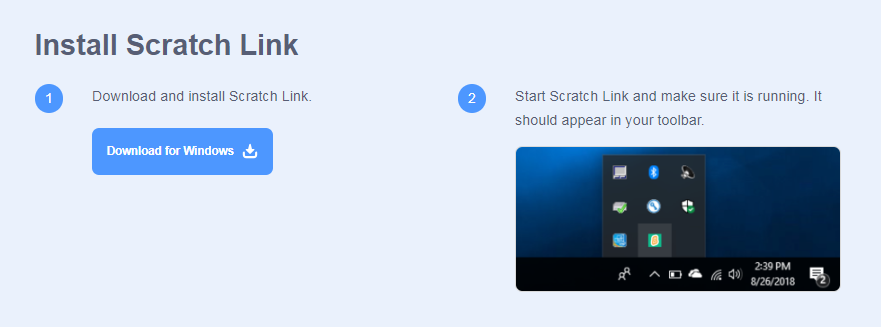 Install Scratch Link
1
Download and install Scratch Link.
Download for Windows
2
Start Scratch Link and make sure it is running. It
should appear in your toolbar.
2:39 PM
8/26/2018
2